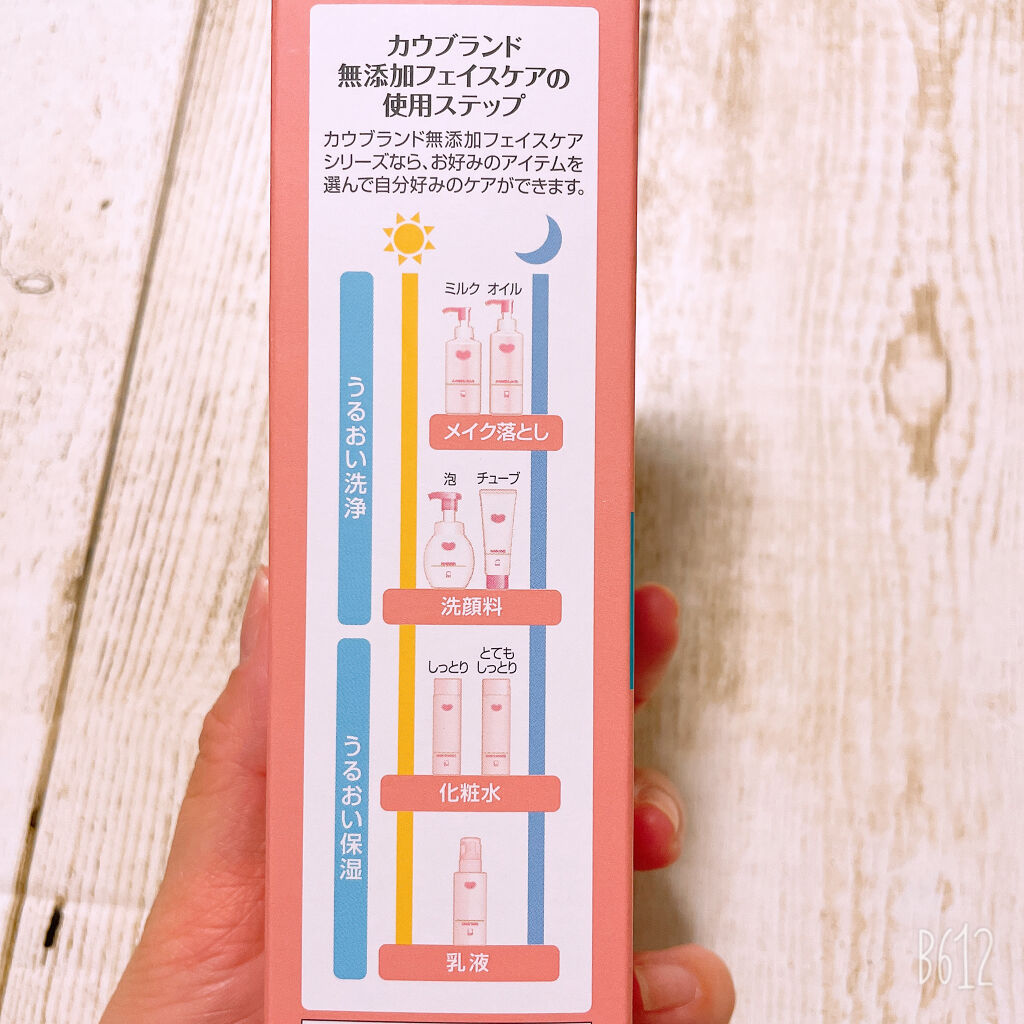 カウブランド
無添加フェイスケアの
使用ステップ
カウブランド無添加フェイスケア
シリーズなら、お好みのアイテムを
選んで自分好みのケアができます。
うるおい洗浄
ミルク オイル
メイク落とし
泡 チューブ
洗顔料
うるおい保湿
しっとり とても
しっとり
化粧水
乳液
B612